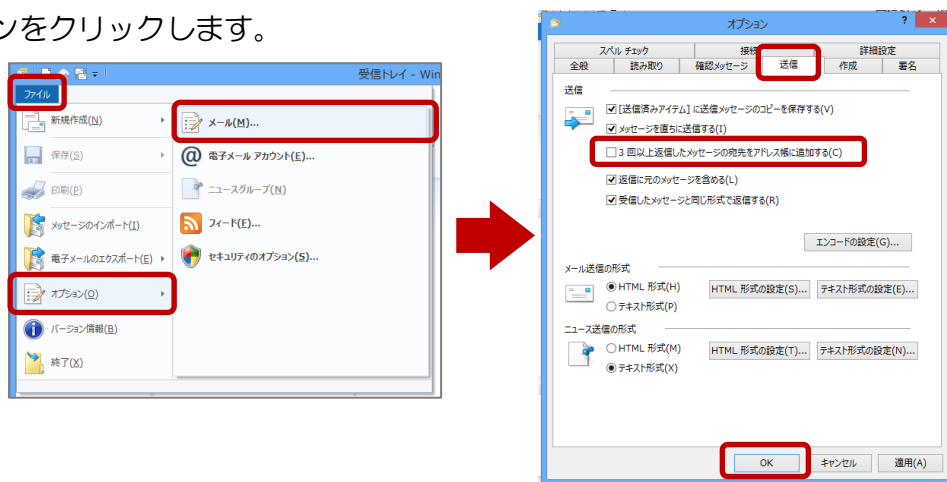 ンをクリックします。
受信トレイ - Win
ファイル
新規作成(N)
保存(S)
印刷(P)
メッセージのインポート(I)
電子メールのエクスポート(E)
オプション(O)
バージョン情報(B)
終了(X)
メール(M)...
電子メール アカウント(E)...
ニュースグループ(N)
フィード(F)...
セキュリティのオプション(S)...
オプション
スペル チェック 接続 詳細設定
全般 読み取り 確認メッセージ 送信 作成 署名
送信
[送信済みアイテム] に送信メッセージのコピーを保存する(V)
メッセージを直ちに送信する(I)
3 回以上返信したメッセージの宛先をアドレス帳に追加する(C)
返信に元のメッセージを含める(L)
受信したメッセージと同じ形式で返信する(R)
エンコードの設定(G)...
メール送信の形式
HTML 形式(H) HTML 形式の設定(S)... テキスト形式の設定(E)...
テキスト形式(P)
ニュース送信の形式
HTML 形式(M) HTML 形式の設定(T)... テキスト形式の設定(N)...
テキスト形式(X)
OK キャンセル 適用(A)